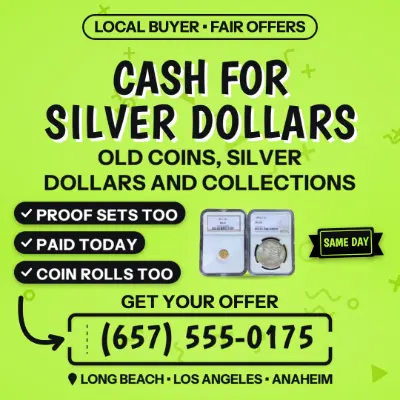 LOCAL BUYER • FAIR OFFERS
CASH FOR
SILVER DOLLARS
OLD COINS, SILVER
DOLLARS AND COLLECTIONS
✓ PROOF SETS TOO
✓ PAID TODAY
✓ COIN ROLLS TOO
SAME DAY
GET YOUR OFFER
(657) 555-0175
LONG BEACH • LOS ANGELES • ANAHEIM